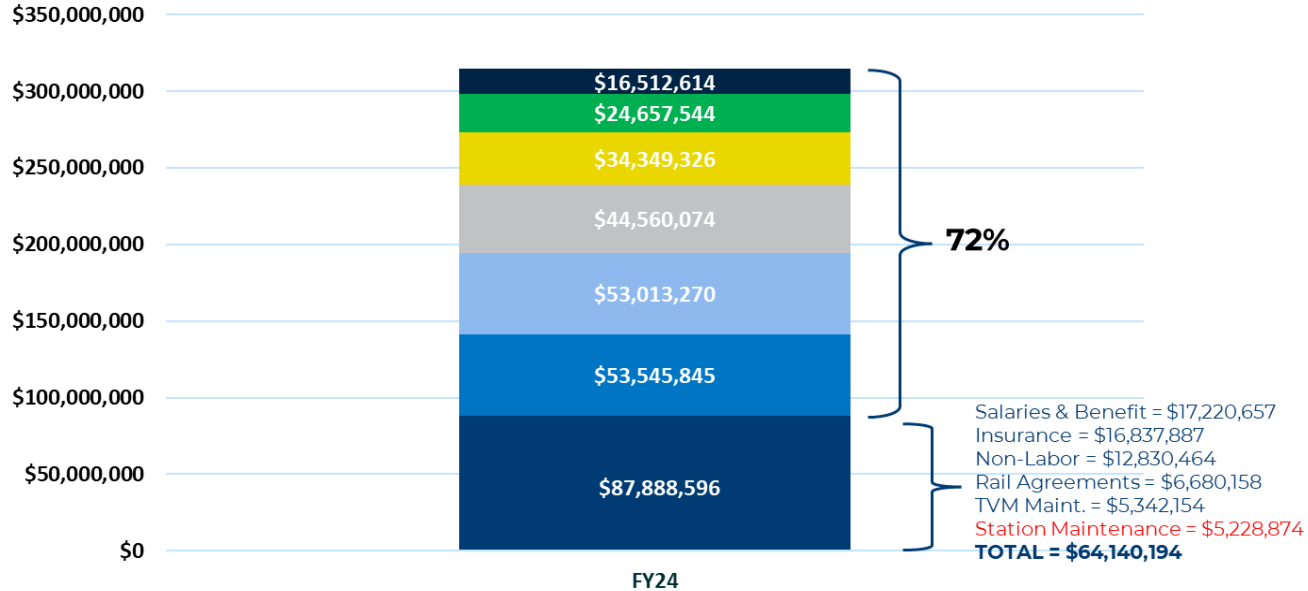 $350,000,000
$300,000,000
$250,000,000
$200,000,000
$150,000,000
$100,000,000
$50,000,000
$0
$16,512,614
$24,657,544
$34,349,326
$44,560,074
$53,013,270
$53,545,845
$87,888,596
FY24
72%
Salaries & Benefit = $17,220,657
Insurance = $16,837,887
Non-Labor = $12,830,464
Rail Agreements = $6,680,158
TVM Maint. = $5,342,154
Station Maintenance = $5,228,874
TOTAL = $64,140,194